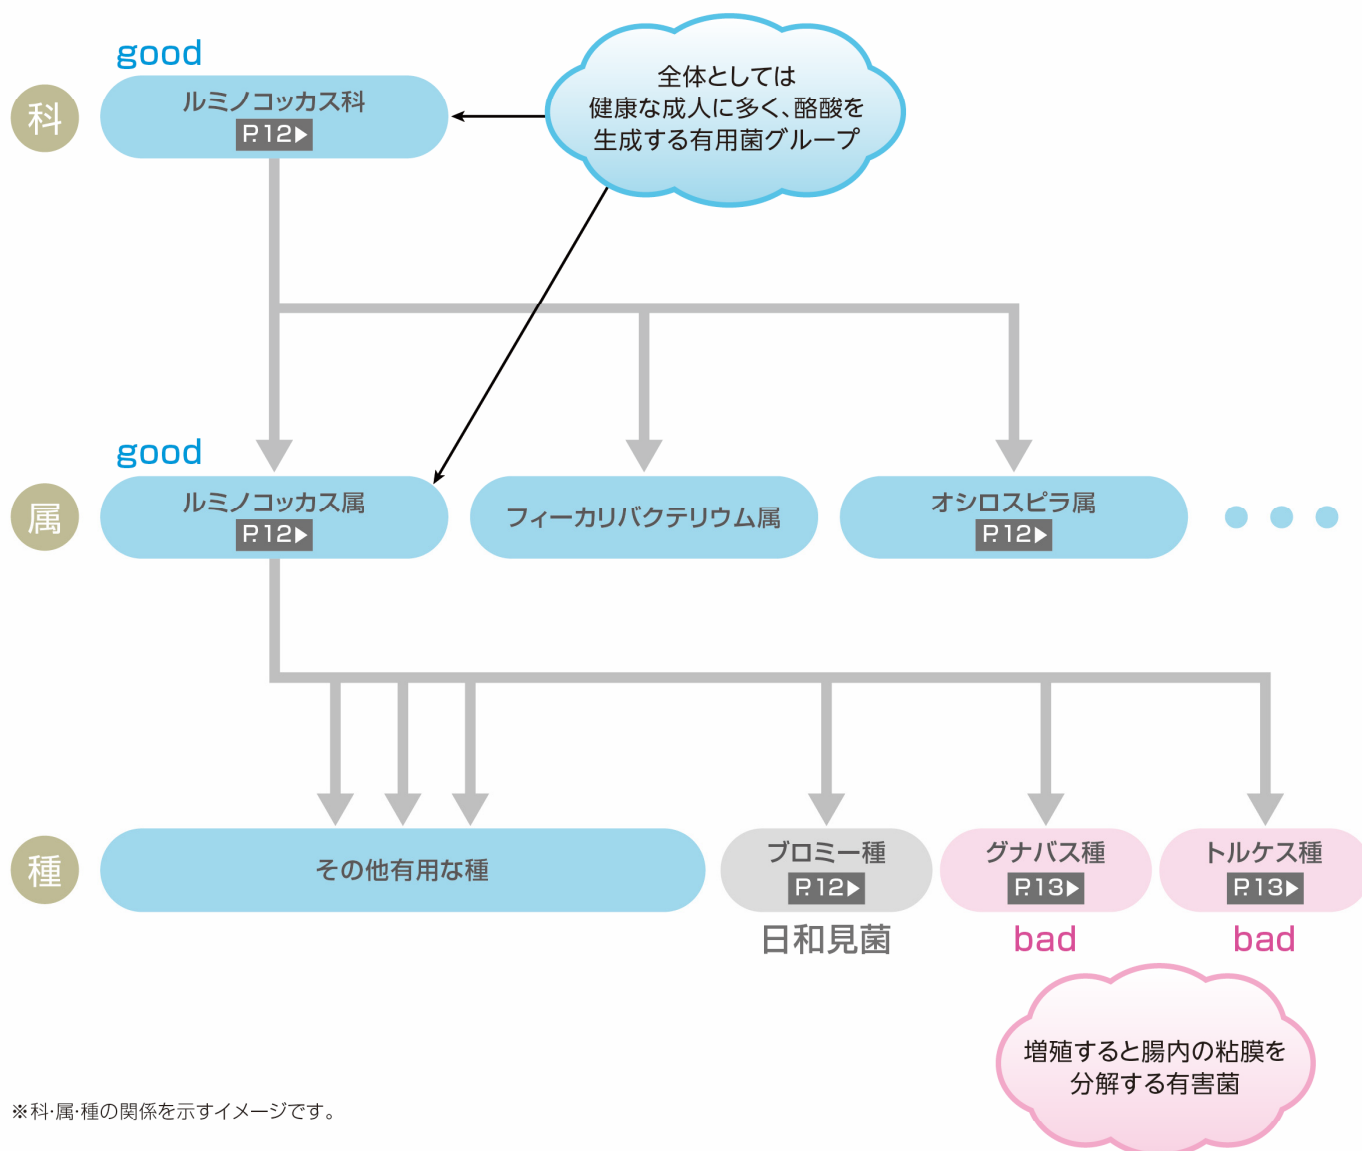 good
科
ルミノコッカス科
P.12▶
全体としては
健康な成人に多く、酪酸を
生成する有用菌グループ
good
属
ルミノコッカス属
P.12▶
フィーカリバクテリウム属
オシロスピラ属
P.12▶
種
その他有用な種
ブロミー種
P.12▶
日和見菌
グナバス種
P.13▶
bad
トルケス種
P.13▶
bad
増殖すると腸内の粘膜を
分解する有害菌
※科・属・種の関係を示すイメージです。